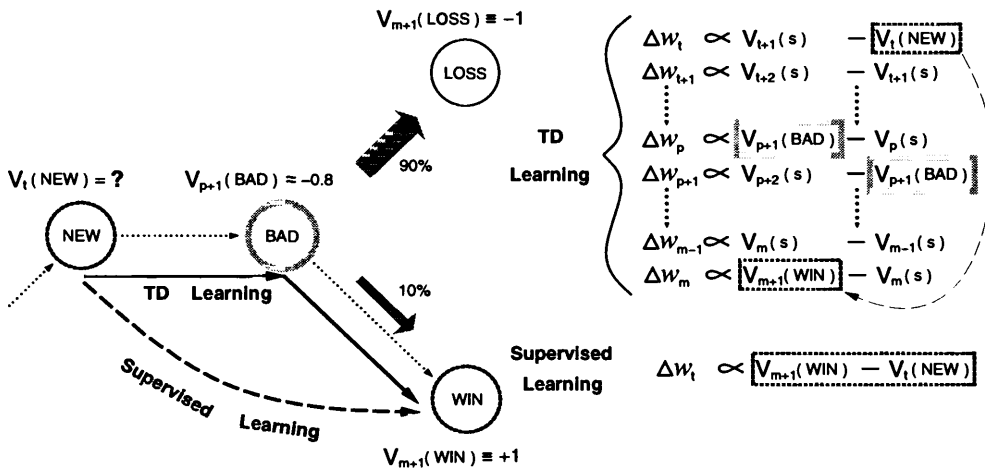 V_{m+1}(LOSS) ≡ −1
LOSS
90%
V_t(NEW) = ?
V_{p+1}(BAD) ≈ −0.8
NEW
BAD
TD Learning
10%
Supervised Learning
WIN
V_{m+1}(WIN) ≡ +1
TD
Learning
Δw_t ∝ V_{t+1}(s) − V_t(NEW)
Δw_{t+1} ∝ V_{t+2}(s) − V_{t+1}(s)
Δw_p ∝ [V_{p+1}(BAD)] − V_p(s)
Δw_{p+1} ∝ V_{p+2}(s) − [V_{p+1}(BAD)]
Δw_{m−1} ∝ V_m(s) − V_{m−1}(s)
Δw_m ∝ V_{m+1}(WIN) − V_m(s)
Supervised
Learning
Δw_t ∝ V_{m+1}(WIN) − V_t(NEW)